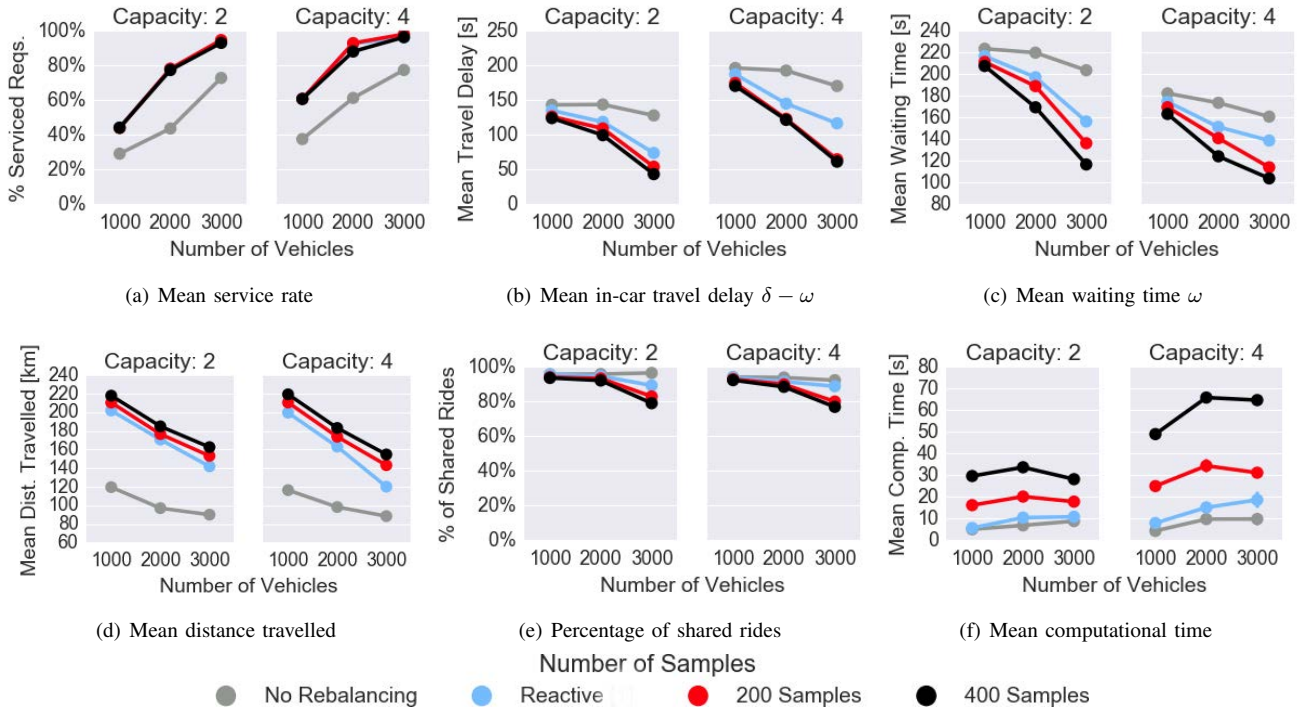 Capacity: 2 Capacity: 4
% Serviced Reqs.
100%
80%
60%
40%
20%
0%
1000 2000 3000 1000 2000 3000
Number of Vehicles
(a) Mean service rate
Capacity: 2 Capacity: 4
Mean Travel Delay [s]
250
200
150
100
50
0
1000 2000 3000 1000 2000 3000
Number of Vehicles
(b) Mean in-car travel delay δ − ω
Capacity: 2 Capacity: 4
Mean Waiting Time [s]
240
220
200
180
160
140
120
100
80
1000 2000 3000 1000 2000 3000
Number of Vehicles
(c) Mean waiting time ω
Capacity: 2 Capacity: 4
Mean Dist. Travelled [km]
240
220
200
180
160
140
120
100
80
60
1000 2000 3000 1000 2000 3000
Number of Vehicles
(d) Mean distance travelled
Capacity: 2 Capacity: 4
% of Shared Rides
100%
80%
60%
40%
20%
0%
1000 2000 3000 1000 2000 3000
Number of Vehicles
(e) Percentage of shared rides
Capacity: 2 Capacity: 4
Mean Comp. Time [s]
80
70
60
50
40
30
20
10
0
1000 2000 3000 1000 2000 3000
Number of Vehicles
(f) Mean computational time
Number of Samples
No Rebalancing Reactive 200 Samples 400 Samples